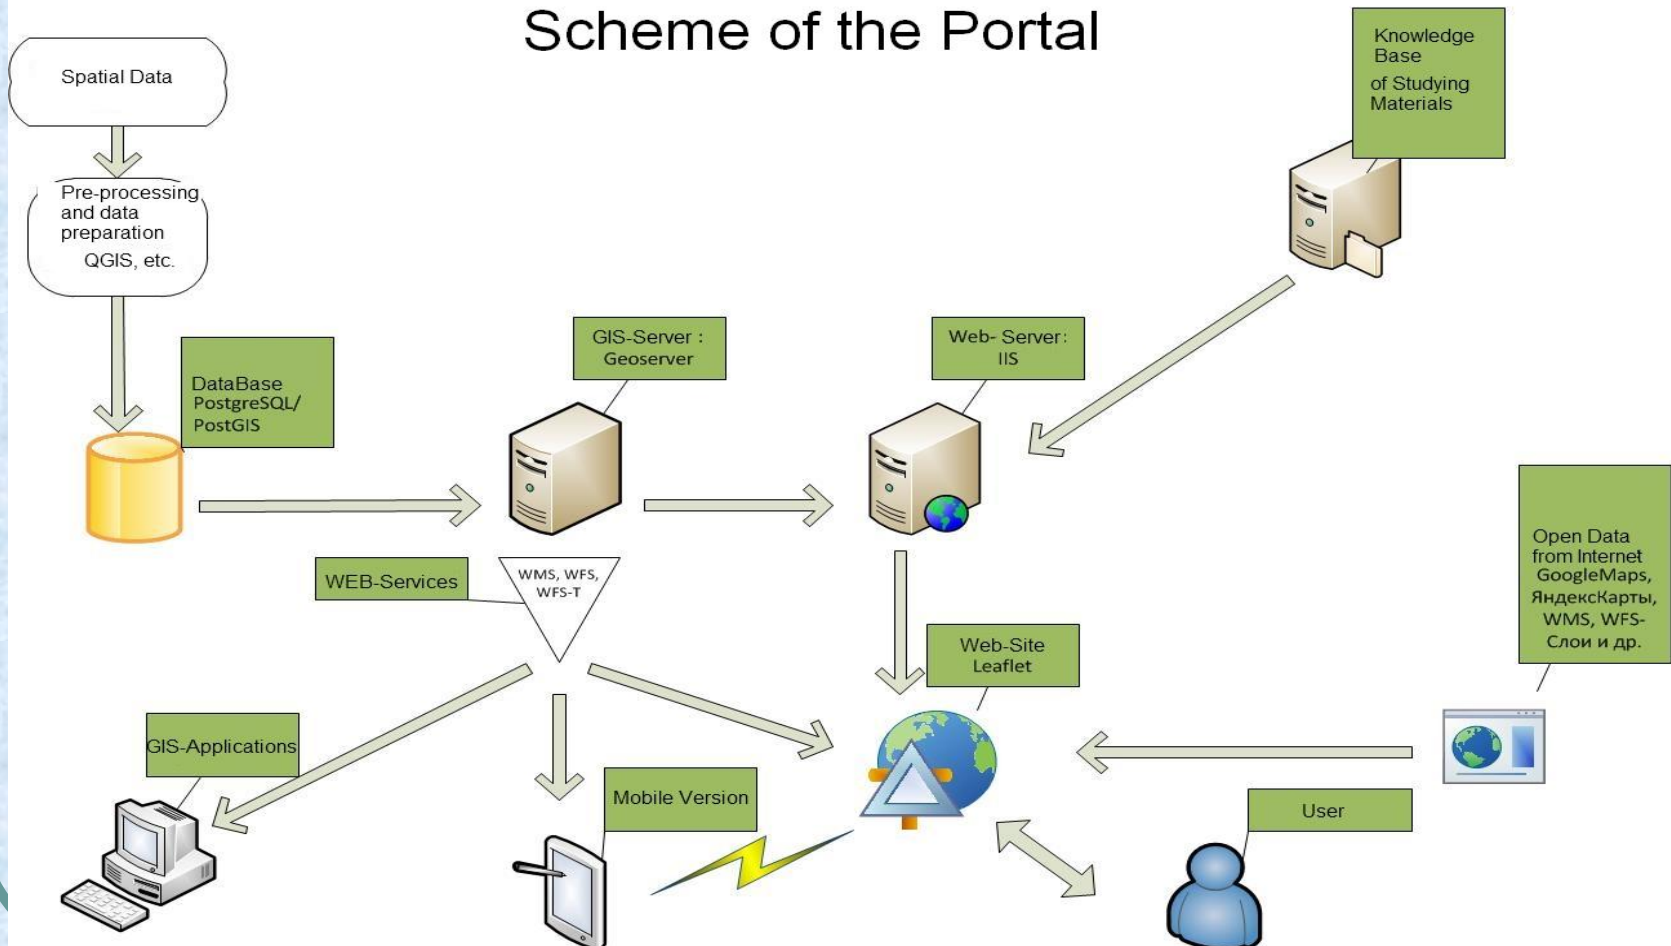 Scheme of the Portal
Spatial Data
Pre-processing
and data
preparation
QGIS, etc.
DataBase
PostgreSQL/
PostGIS
GIS-Server :
Geoserver
Web- Server:
IIS
Knowledge
Base
of Studying
Materials
WEB-Services
WMS, WFS,
WFS-T
Web-Site
Leaflet
Open Data
from Internet
GoogleMaps,
ЯндексКарты,
WMS, WFS-
Слои и др.
GIS-Applications
Mobile Version
User